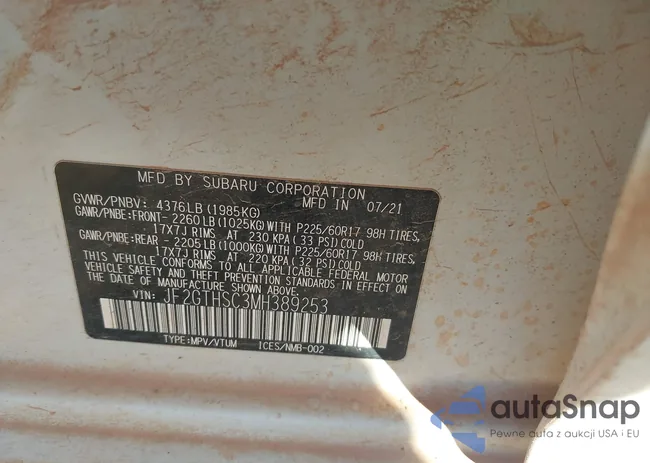 MFD BY SUBARU CORPORATION
GVWR/PNBV: 4376LB (1985KG) MFD IN 07/21
GAWR/PNBE:FRONT- 2260LB (1025KG) WITH P225/60R17 98H TIRES,
17X7J RIMS AT 230 KPA (33 PSI) COLD
GAWR/PNBE:REAR - 2205LB (1000KG) WITH P225/60R17 98H TIRES,
17X7J RIMS AT 220 KPA (32 PSI) COLD
THIS VEHICLE CONFORMS TO ALL APPLICABLE FEDERAL MOTOR
VEHICLE SAFETY AND THEFT PREVENTION STANDARDS IN EFFECT ON
THE DATE OF MANUFACTURE SHOWN ABOVE.
VIN: JF2GTHSC3MH389253
TYPE:MPV/VTUM ICES/NMB-002
autaSnap
Pewne auta z aukcji USA i EU